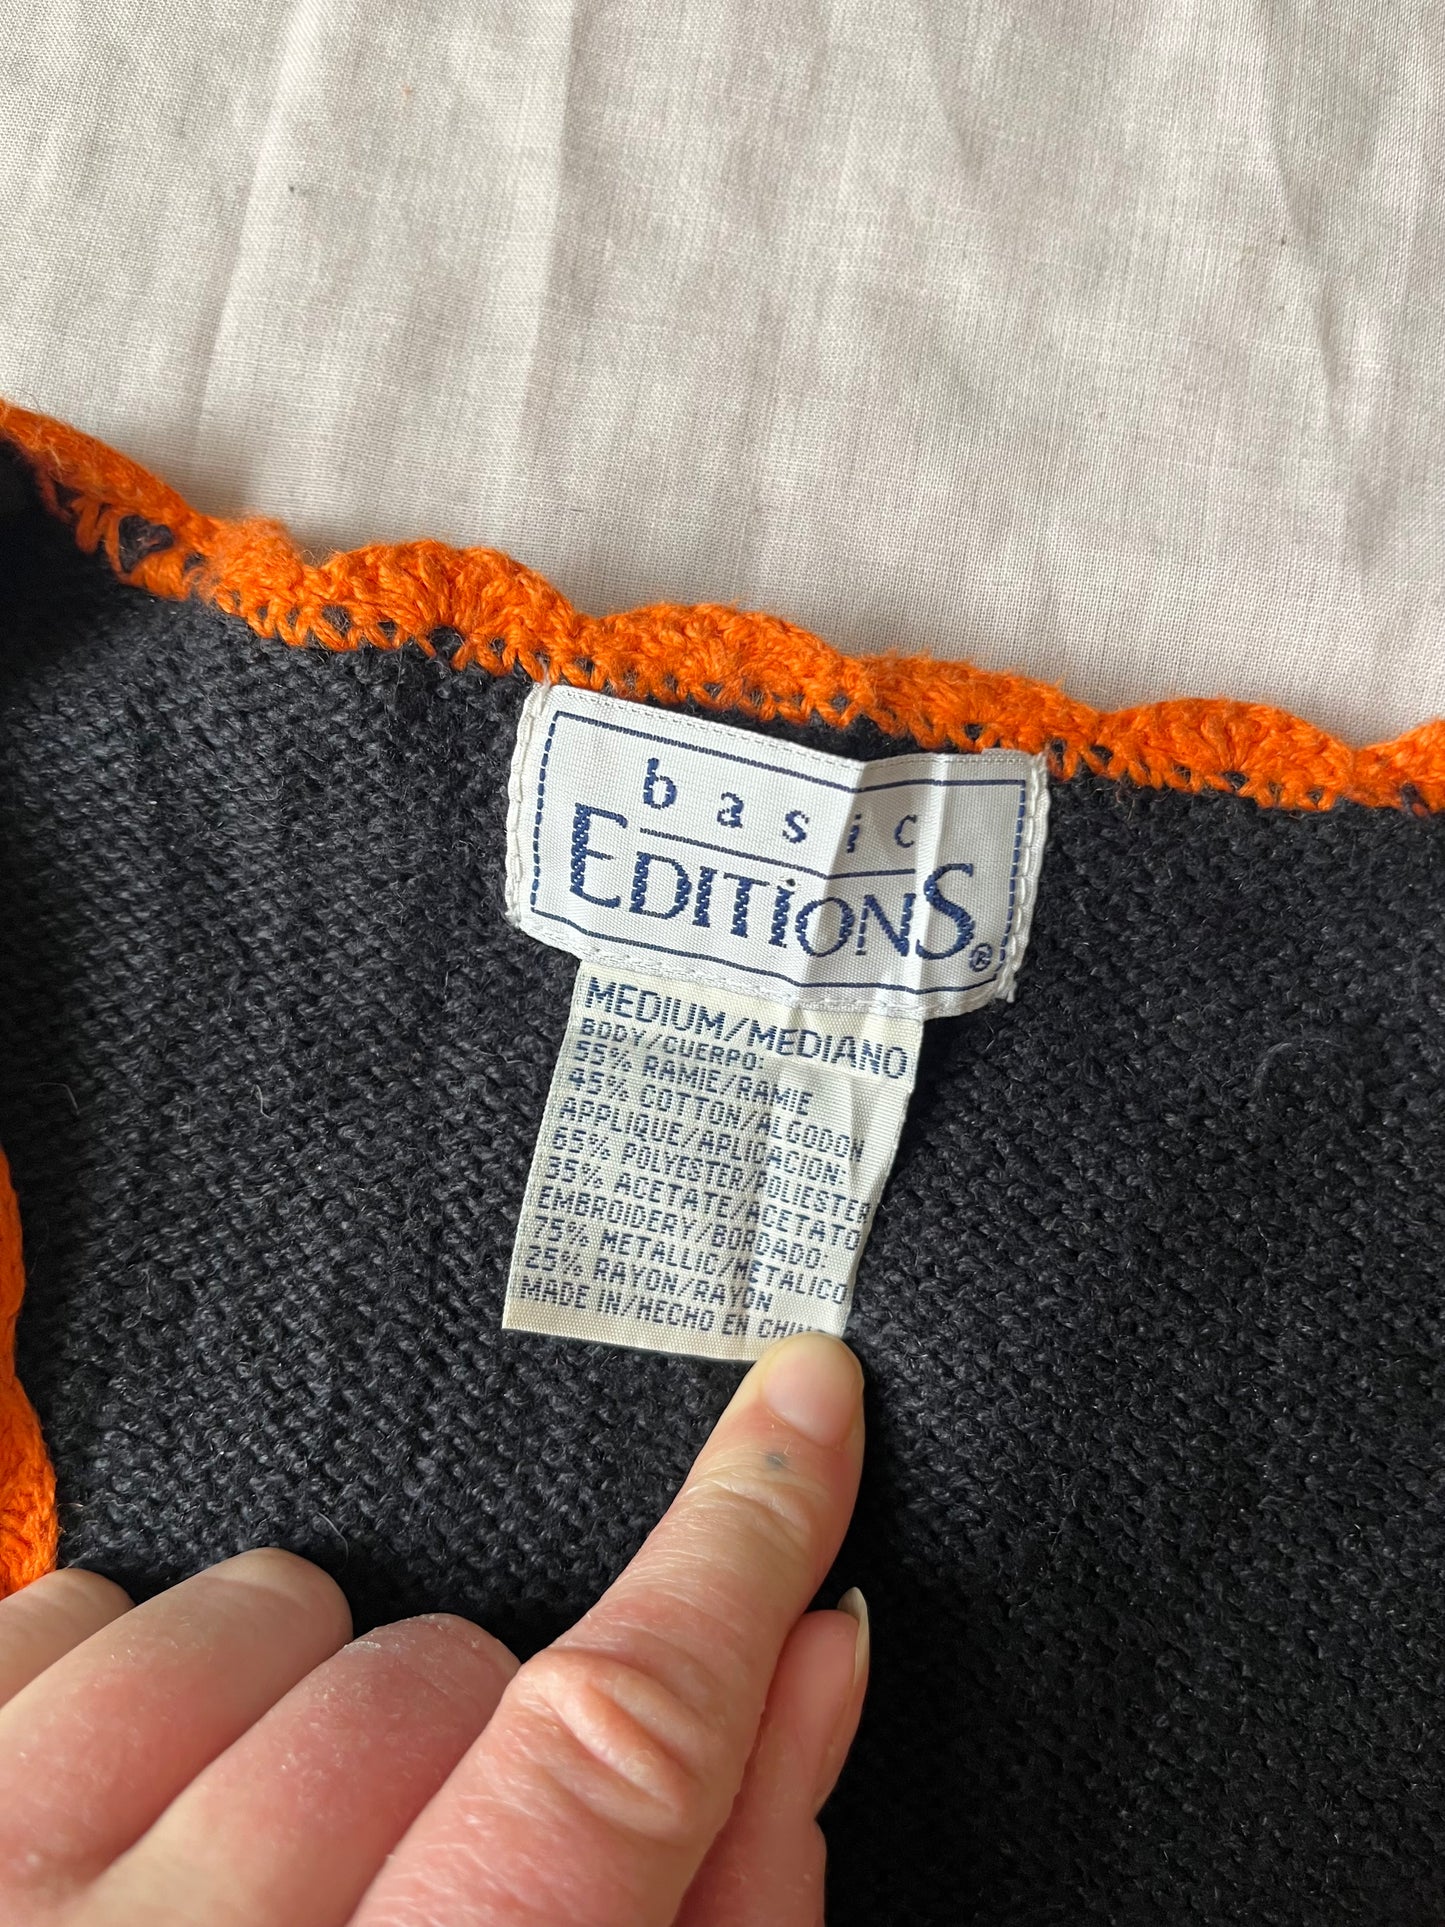 basic
EDITIONS®
MEDIUM/MEDIANO
BODY/CUERPO:
55% RAMIE/RAMIE
45% COTTON/ALGODON
APPLIQUE/APLICACION:
65% POLYESTER/POLIESTER
35% ACETATE/ACETATO
EMBROIDERY/BORDADO:
75% METALLIC/METALICO
25% RAYON/RAYON
MADE IN/HECHO EN